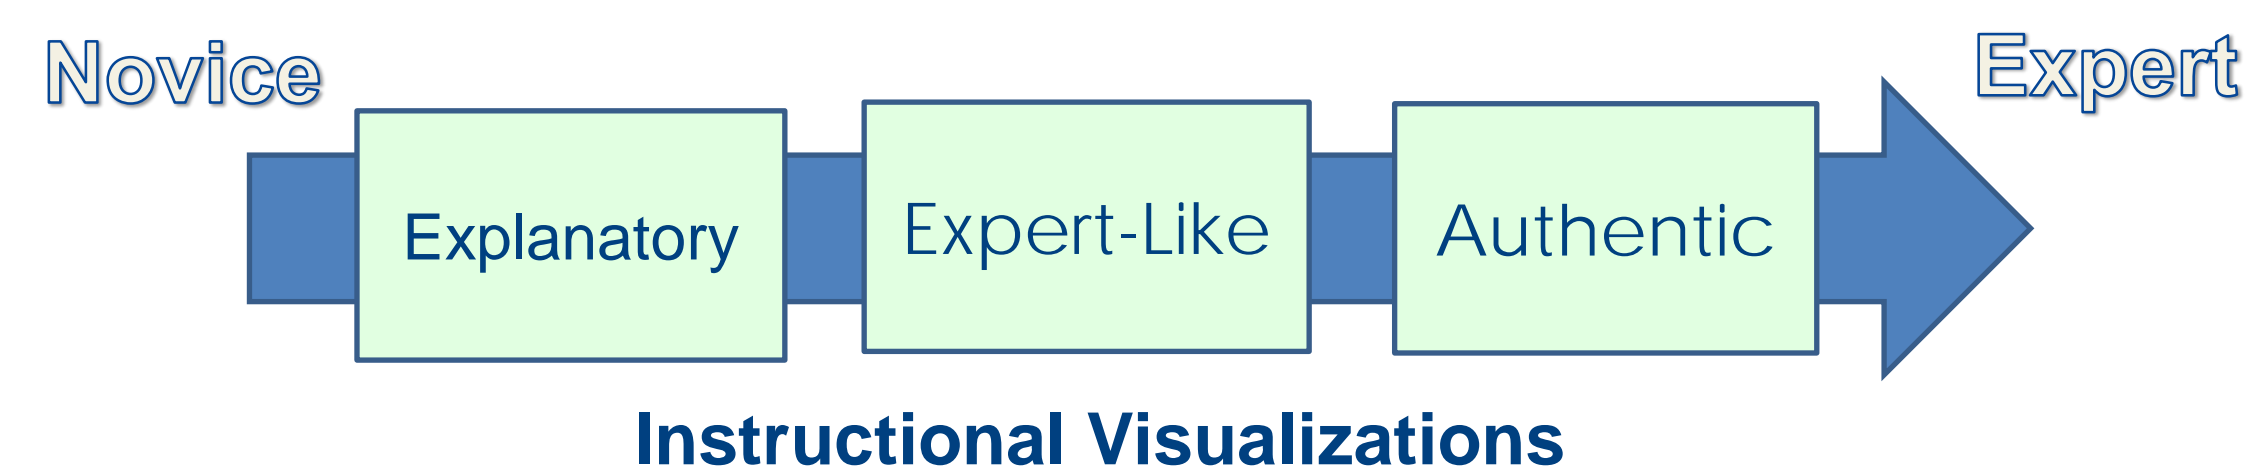 Novice
Expert
Explanatory
Expert-Like
Authentic
Instructional Visualizations